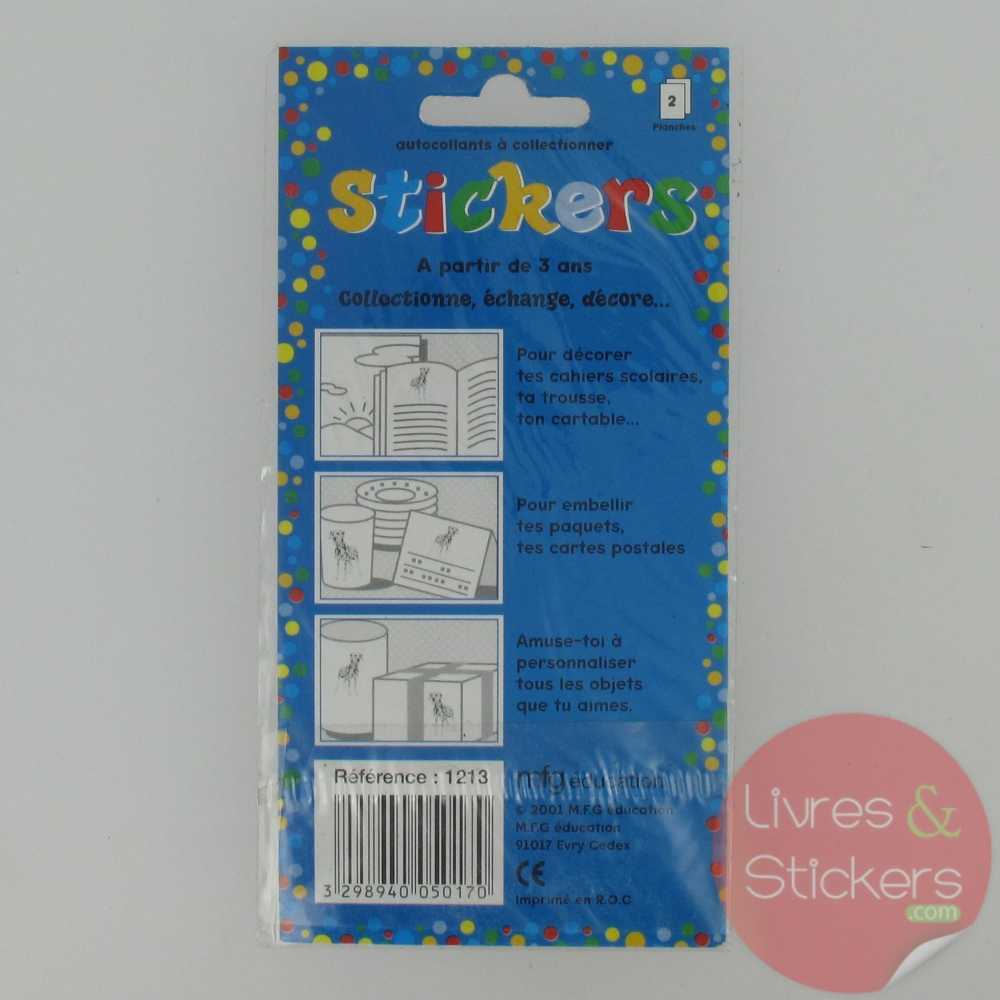 2
Planches
autocollants à collectionner
Stickers
A partir de 3 ans
Collectionne, échange, décore...
Pour décorer
tes cahiers scolaires,
ta trousse,
ton cartable...
Pour embellir
tes paquets,
tes cartes postales
Amuse-toi à
personnaliser
tous les objets
que tu aimes.
Référence : 1213
3 298940 050170
mfg éducation
© 2001 M.F.G éducation
M.F.G éducation
91017 Evry Cedex
CE
Imprimé en R.O.C
Livres &
Stickers
.com